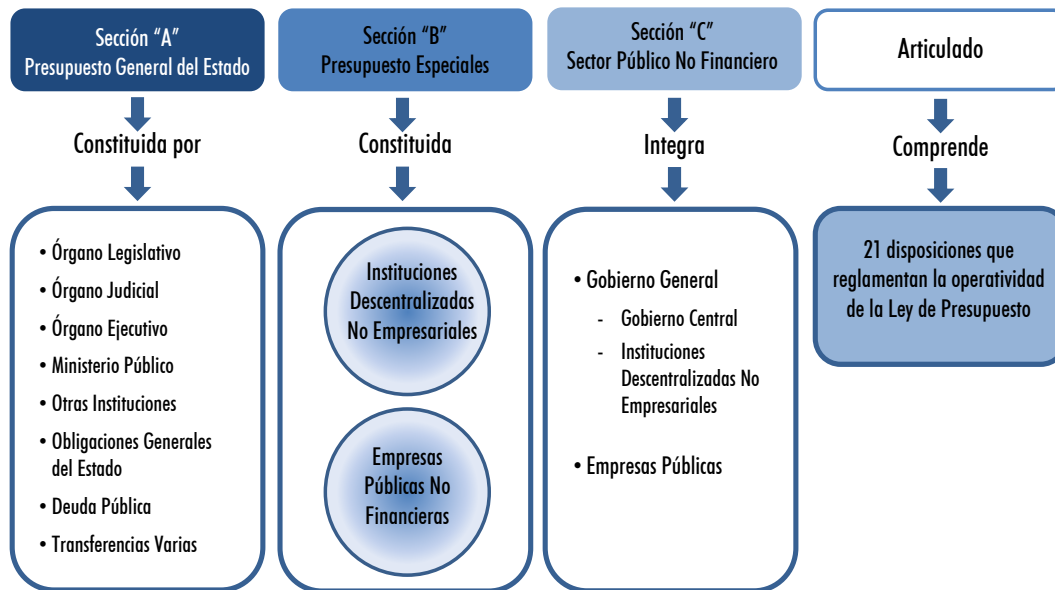 Sección "A"
Presupuesto General del Estado
Constituida por
• Órgano Legislativo
• Órgano Judicial
• Órgano Ejecutivo
• Ministerio Público
• Otras Instituciones
• Obligaciones Generales
del Estado
• Deuda Pública
• Transferencias Varias
Sección "B"
Presupuesto Especiales
Constituida
Instituciones
Descentralizadas
No Empresariales
Empresas
Públicas No
Financieras
Sección "C"
Sector Público No Financiero
Integra
• Gobierno General
- Gobierno Central
- Instituciones
Descentralizadas No
Empresariales
• Empresas Públicas
Articulado
Comprende
21 disposiciones que
reglamentan la operatividad
de la Ley de Presupuesto